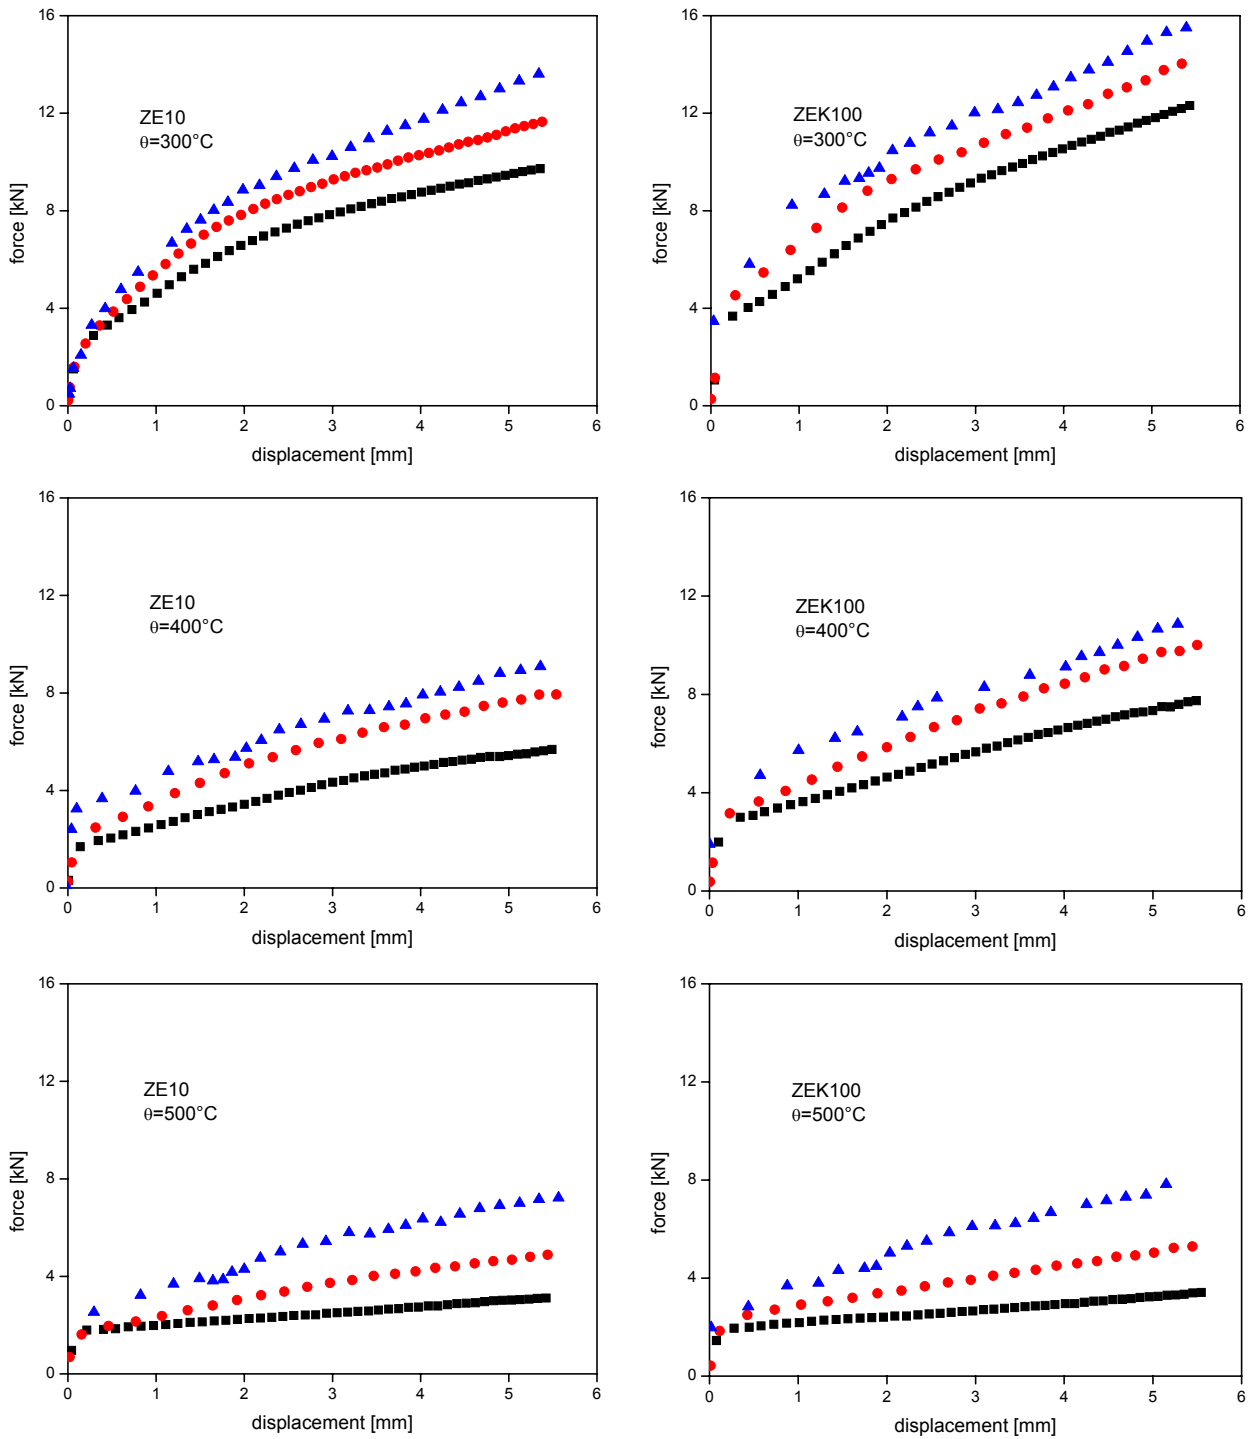 16
12
8
4
0
force [kN]
ZE10
θ=300°C
0 1 2 3 4 5 6
displacement [mm]
16
12
8
4
0
force [kN]
ZEK100
θ=300°C
0 1 2 3 4 5 6
displacement [mm]
16
12
8
4
0
force [kN]
ZE10
θ=400°C
0 1 2 3 4 5 6
displacement [mm]
16
12
8
4
0
force [kN]
ZEK100
θ=400°C
0 1 2 3 4 5 6
displacement [mm]
16
12
8
4
0
force [kN]
ZE10
θ=500°C
0 1 2 3 4 5 6
displacement [mm]
16
12
8
4
0
force [kN]
ZEK100
θ=500°C
0 1 2 3 4 5 6
displacement [mm]